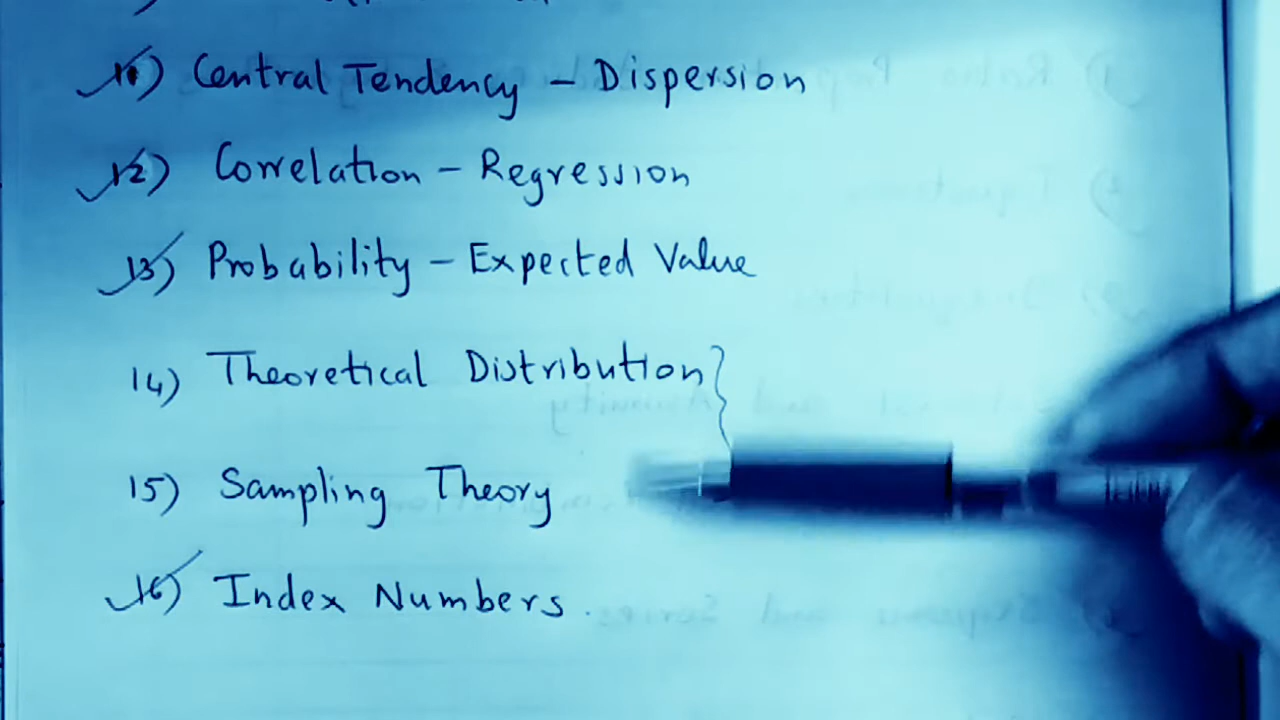 11) Central Tendency - Dispersion
12) Correlation - Regression
13) Probability - Expected Value
14) Theoretical Distribution
15) Sampling Theory
16) Index Numbers.